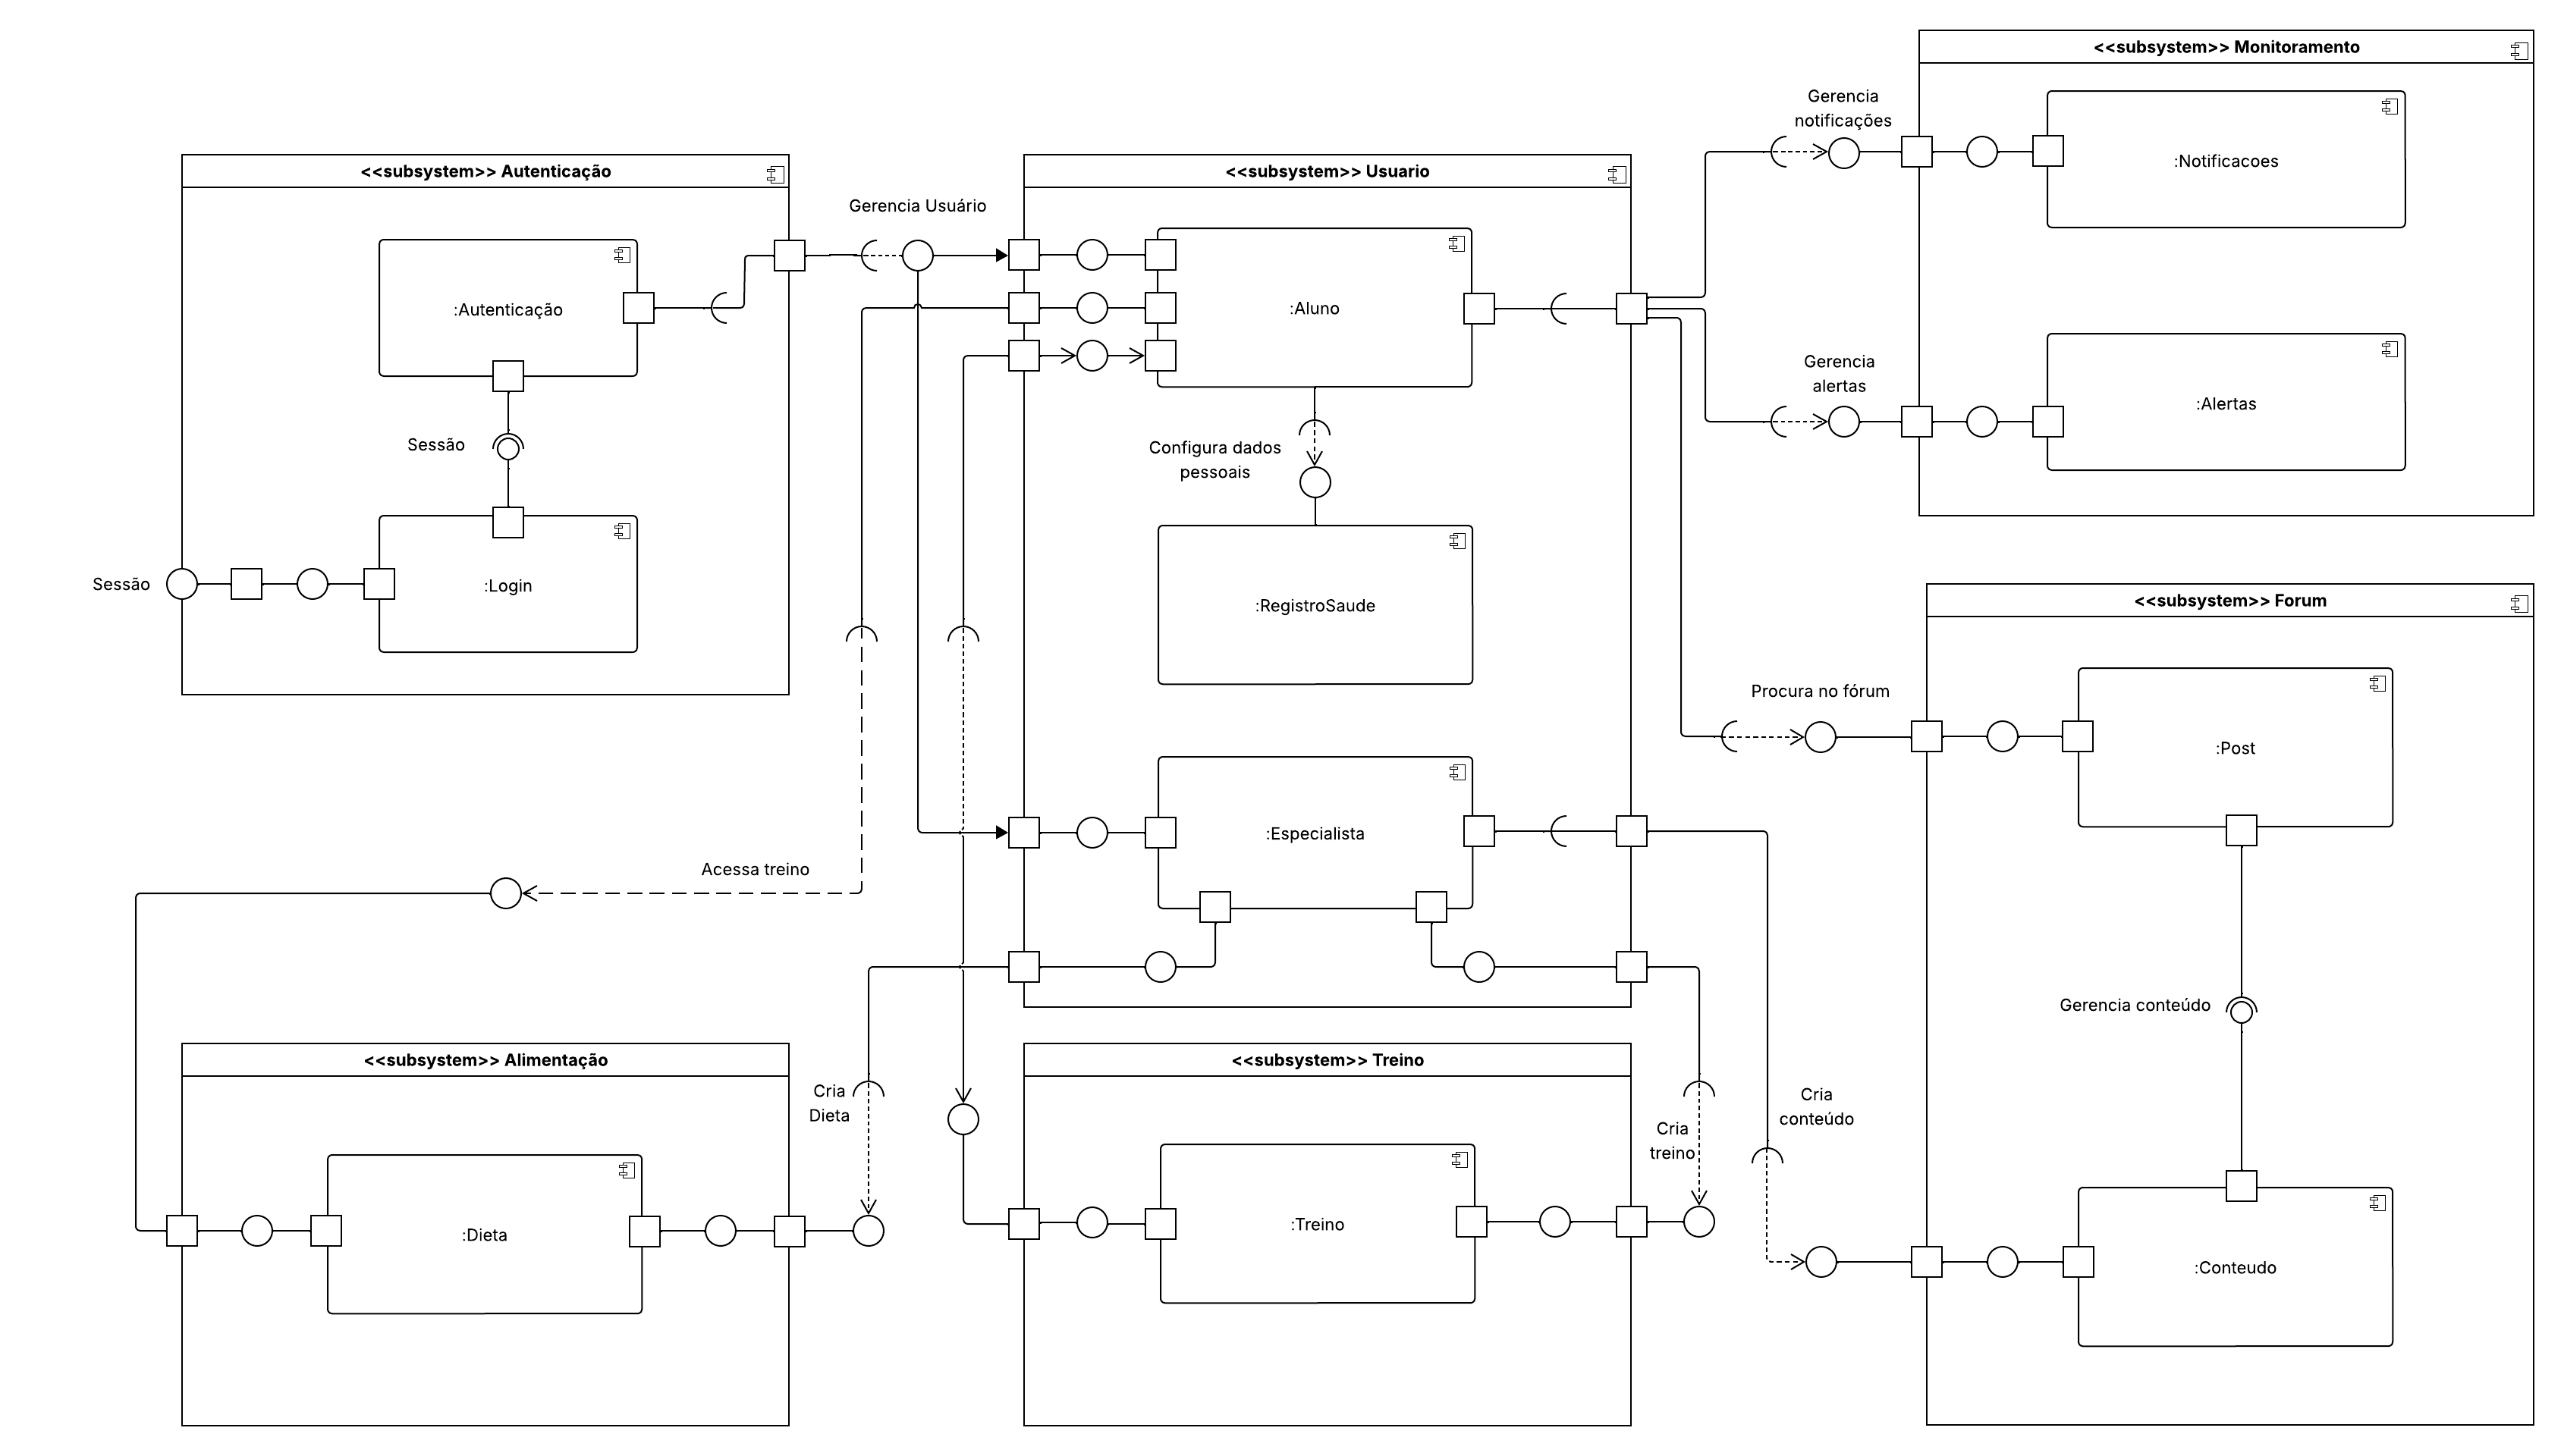 <<subsystem>> Monitoramento
Gerencia
notificações
:Notificacoes
Gerencia
alertas
:Alertas
<<subsystem>> Autenticação
:Autenticação
Sessão
Sessão
:Login
Gerencia Usuário
<<subsystem>> Usuario
:Aluno
Configura dados
pessoais
:RegistroSaude
:Especialista
<<subsystem>> Forum
Procura no fórum
:Post
Gerencia conteúdo
:Conteudo
Acessa treino
<<subsystem>> Alimentação
:Dieta
Cria
Dieta
<<subsystem>> Treino
:Treino
Cria
treino
Cria
conteúdo